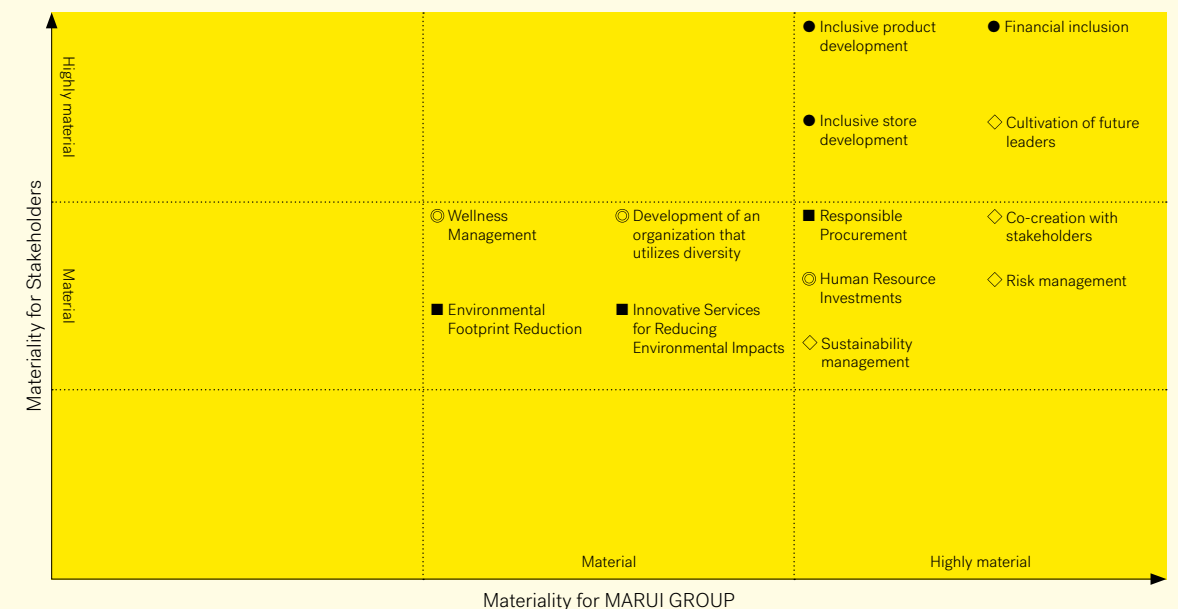 Materiality for Stakeholders
Highly material
Material
● Inclusive product
development
● Financial inclusion
● Inclusive store
development
◇ Cultivation of future
leaders
◎ Wellness
Management
◎ Development of an
organization that
utilizes diversity
■ Responsible
Procurement
◇ Co-creation with
stakeholders
■ Environmental
Footprint Reduction
■ Innovative Services
for Reducing
Environmental Impacts
◎ Human Resource
Investments
◇ Risk management
◇ Sustainability
management
Material
Highly material
Materiality for MARUI GROUP